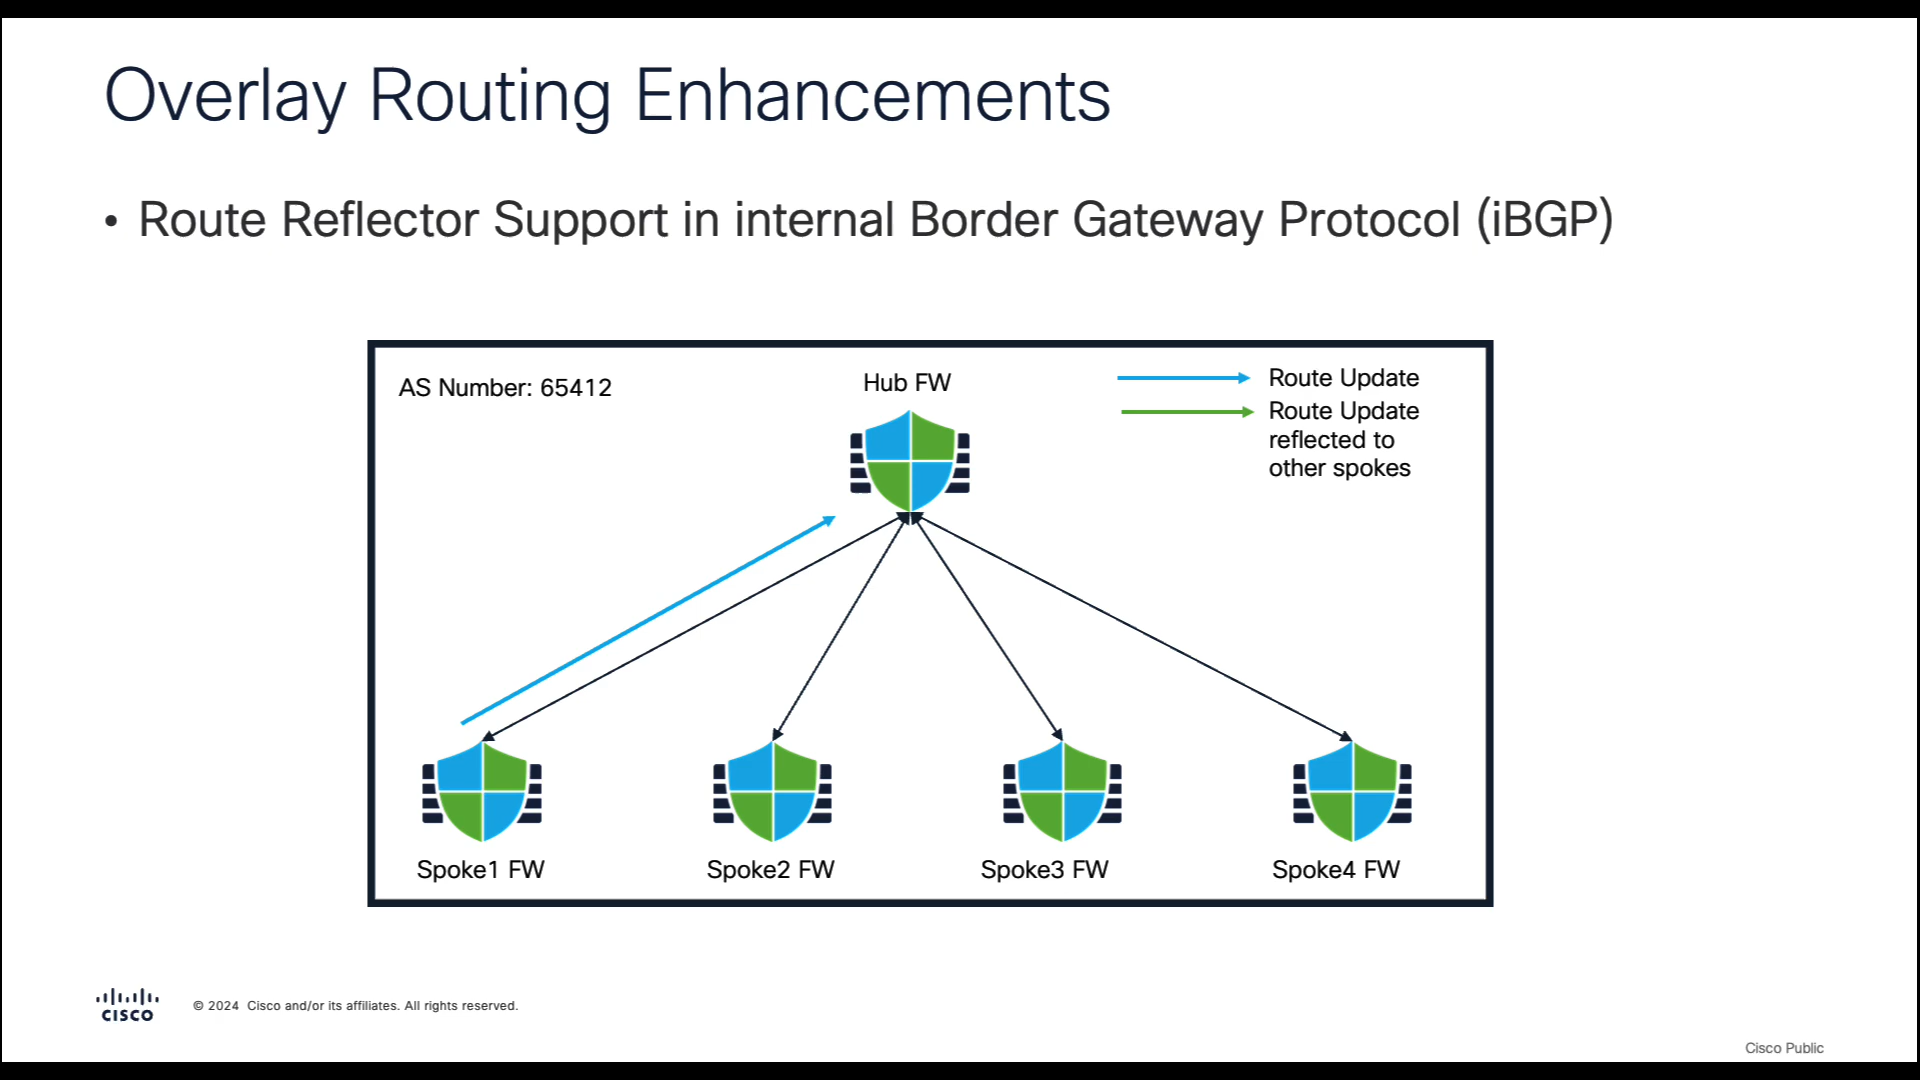 Overlay Routing Enhancements
• Route Reflector Support in internal Border Gateway Protocol (iBGP)
AS Number: 65412
Hub FW
Route Update
Route Update
reflected to
other spokes
Spoke1 FW
Spoke2 FW
Spoke3 FW
Spoke4 FW
CISCO
© 2024 Cisco and/or its affiliates. All rights reserved.
Cisco Public